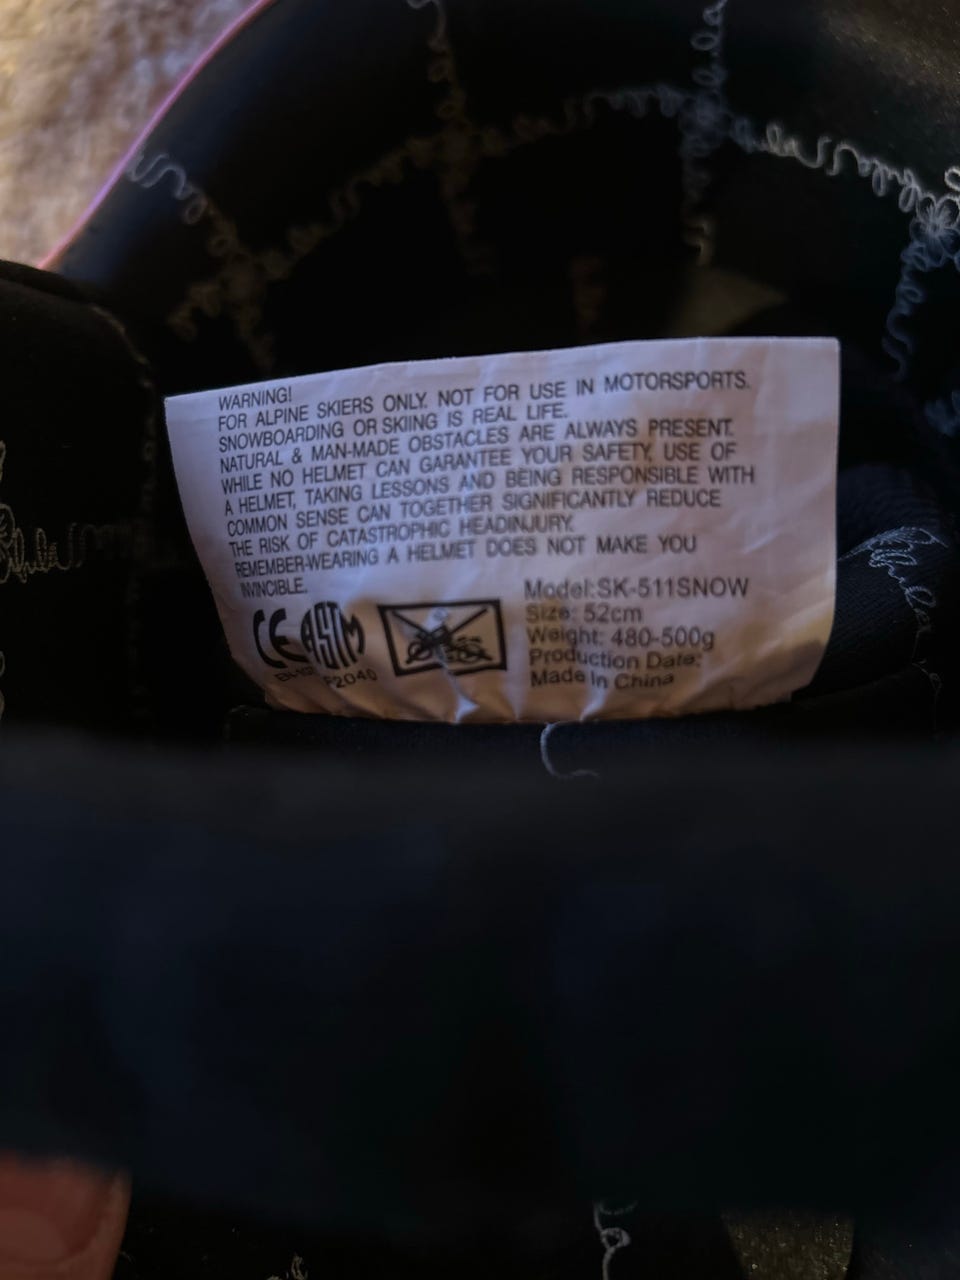 WARNING!
FOR ALPINE SKIERS ONLY. NOT FOR USE IN MOTORSPORTS.
SNOWBOARDING OR SKIING IS REAL LIFE.
NATURAL & MAN-MADE OBSTACLES ARE ALWAYS PRESENT.
WHILE NO HELMET CAN GARANTEE YOUR SAFETY, USE OF
A HELMET, TAKING LESSONS AND BEING RESPONSIBLE WITH
COMMON SENSE CAN TOGETHER SIGNIFICANTLY REDUCE
THE RISK OF CATASTROPHIC HEADINJURY.
REMEMBER-WEARING A HELMET DOES NOT MAKE YOU
INVINCIBLE.
CE ASTM
F2040
Model:SK-511SNOW
Size: 52cm
Weight: 480-500g
Production Date:
Made In China